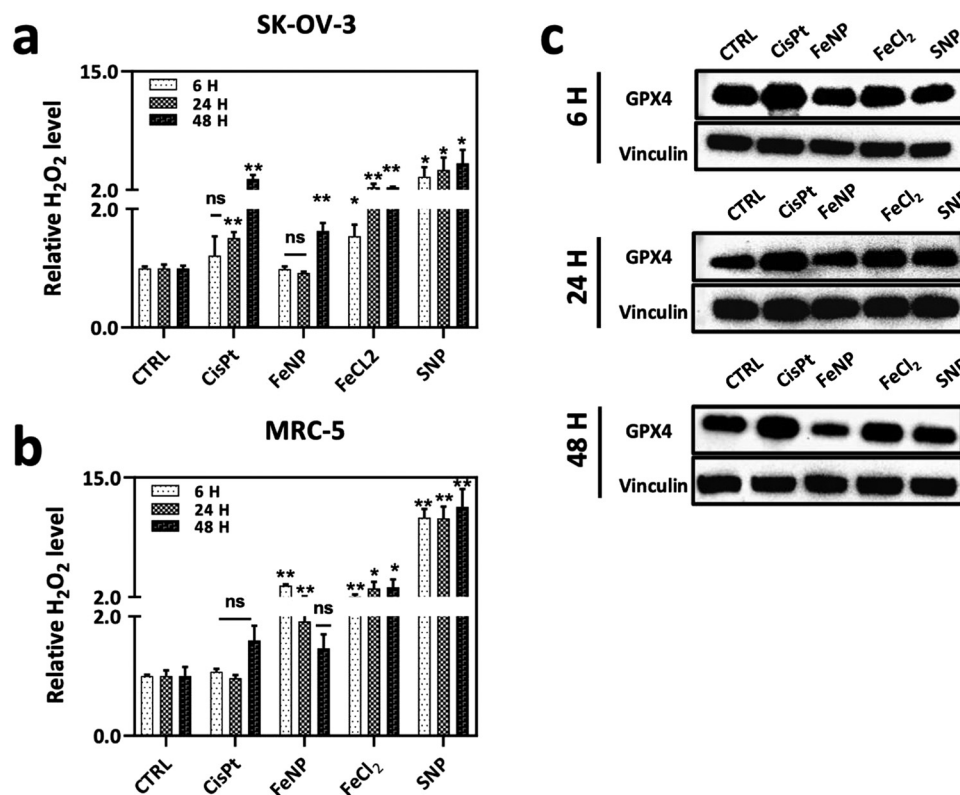 a
SK-OV-3
Relative H₂O₂ level
15.0
2.0
2.0
0.0
6 H
24 H
48 H
ns
**
**
ns
**
*
**
**
*
*
*
CTRL
CisPt
FeNP
FeCL2
SNP
b
MRC-5
Relative H₂O₂ level
15.0
2.0
2.0
0.0
6 H
24 H
48 H
ns
**
**
ns
**
*
*
**
**
**
CTRL
CisPt
FeNP
FeCl₂
SNP
c
CTRL CisPt FeNP FeCl₂ SNP
6 H
GPX4
Vinculin
CTRL CisPt FeNP FeCl₂ SNP
24 H
GPX4
Vinculin
CTRL CisPt FeNP FeCl₂ SNP
48 H
GPX4
Vinculin